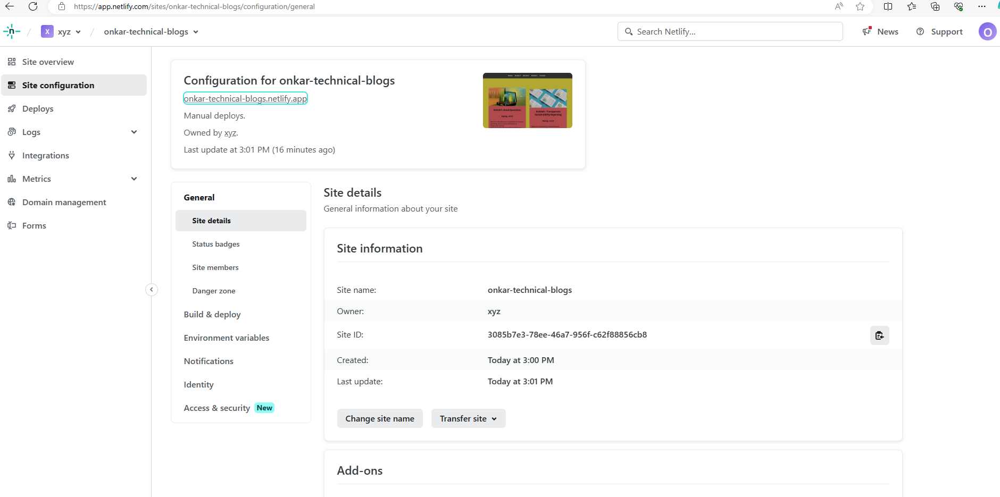 https://app.netlify.com/sites/onkar-technical-blogs/configuration/general
n / X xyz / onkar-technical-blogs
Search Netlify...
News
Support
O
Site overview
Site configuration
Deploys
Logs
Integrations
Metrics
Domain management
Forms
Configuration for onkar-technical-blogs
onkar-technical-blogs.netlify.app
Manual deploys.
Owned by xyz.
Last update at 3:01 PM (16 minutes ago)
General
Site details
Status badges
Site members
Danger zone
Build & deploy
Environment variables
Notifications
Identity
Access & security New
Site details
General information about your site
Site information
Site name: onkar-technical-blogs
Owner: xyz
Site ID: 3085b7e3-78ee-46a7-956f-c62f88856cb8
Created: Today at 3:00 PM
Last update: Today at 3:01 PM
Change site name
Transfer site
Add-ons